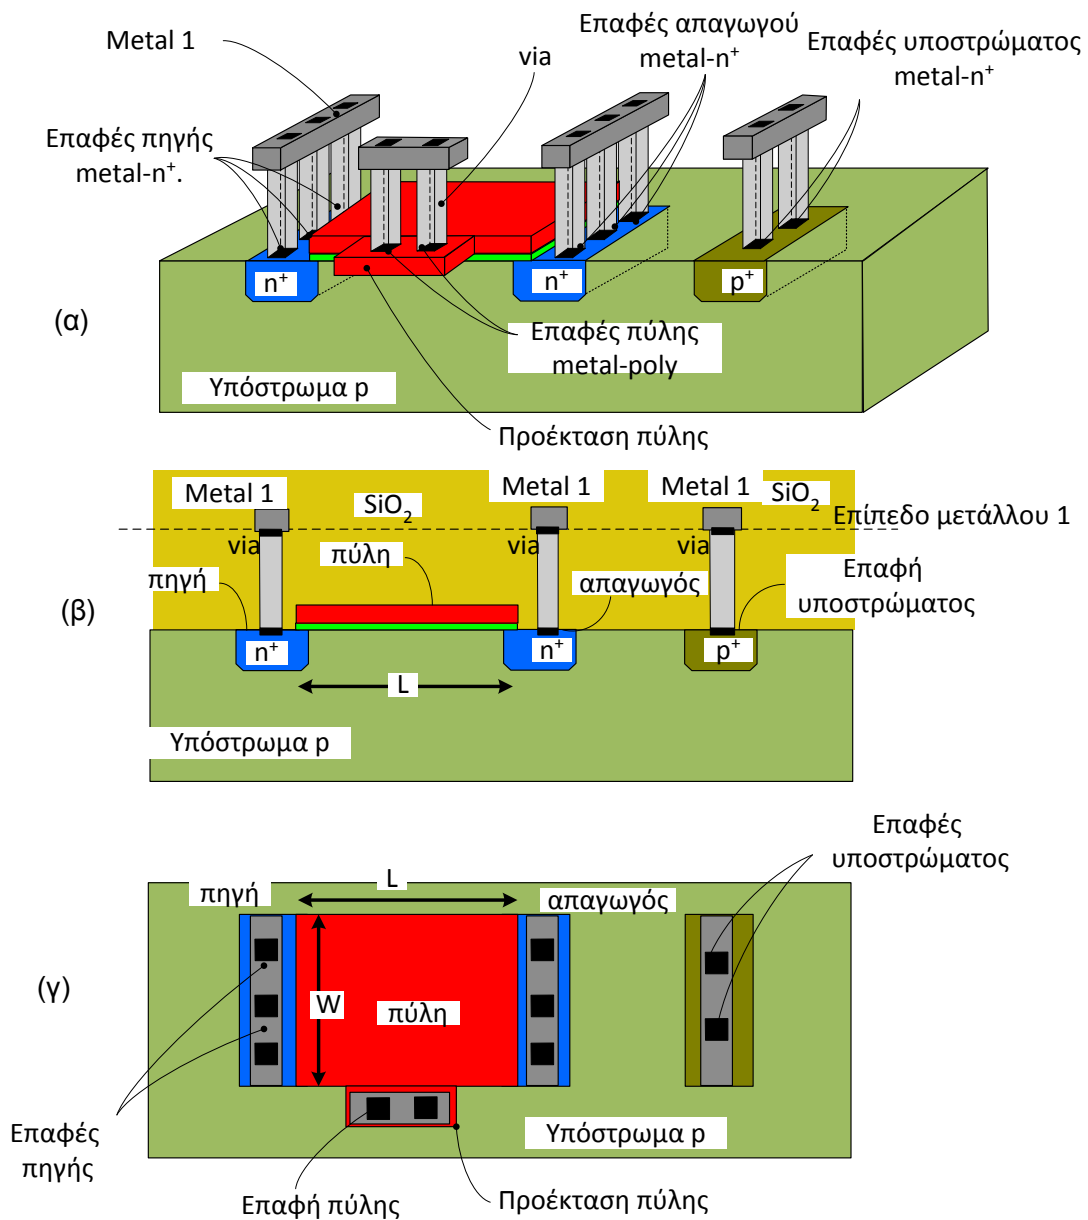 Metal 1
via
Επαφές απαγωγού
metal-n+
Επαφές υποστρώματος
metal-n+
Επαφές πηγής
metal-n+.
n+
n+
p+
(α)
Επαφές πύλης
metal-poly
Υπόστρωμα p
Προέκταση πύλης
Metal 1
SiO2
Metal 1
Metal 1
SiO2
Επίπεδο μετάλλου 1
via
via
via
πηγή
πύλη
απαγωγός
Επαφή
υποστρώματος
(β)
n+
n+
p+
L
Υπόστρωμα p
Επαφές
υποστρώματος
πηγή
L
απαγωγός
(γ)
W
πύλη
Επαφές
πηγής
Υπόστρωμα p
Επαφή πύλης
Προέκταση πύλης